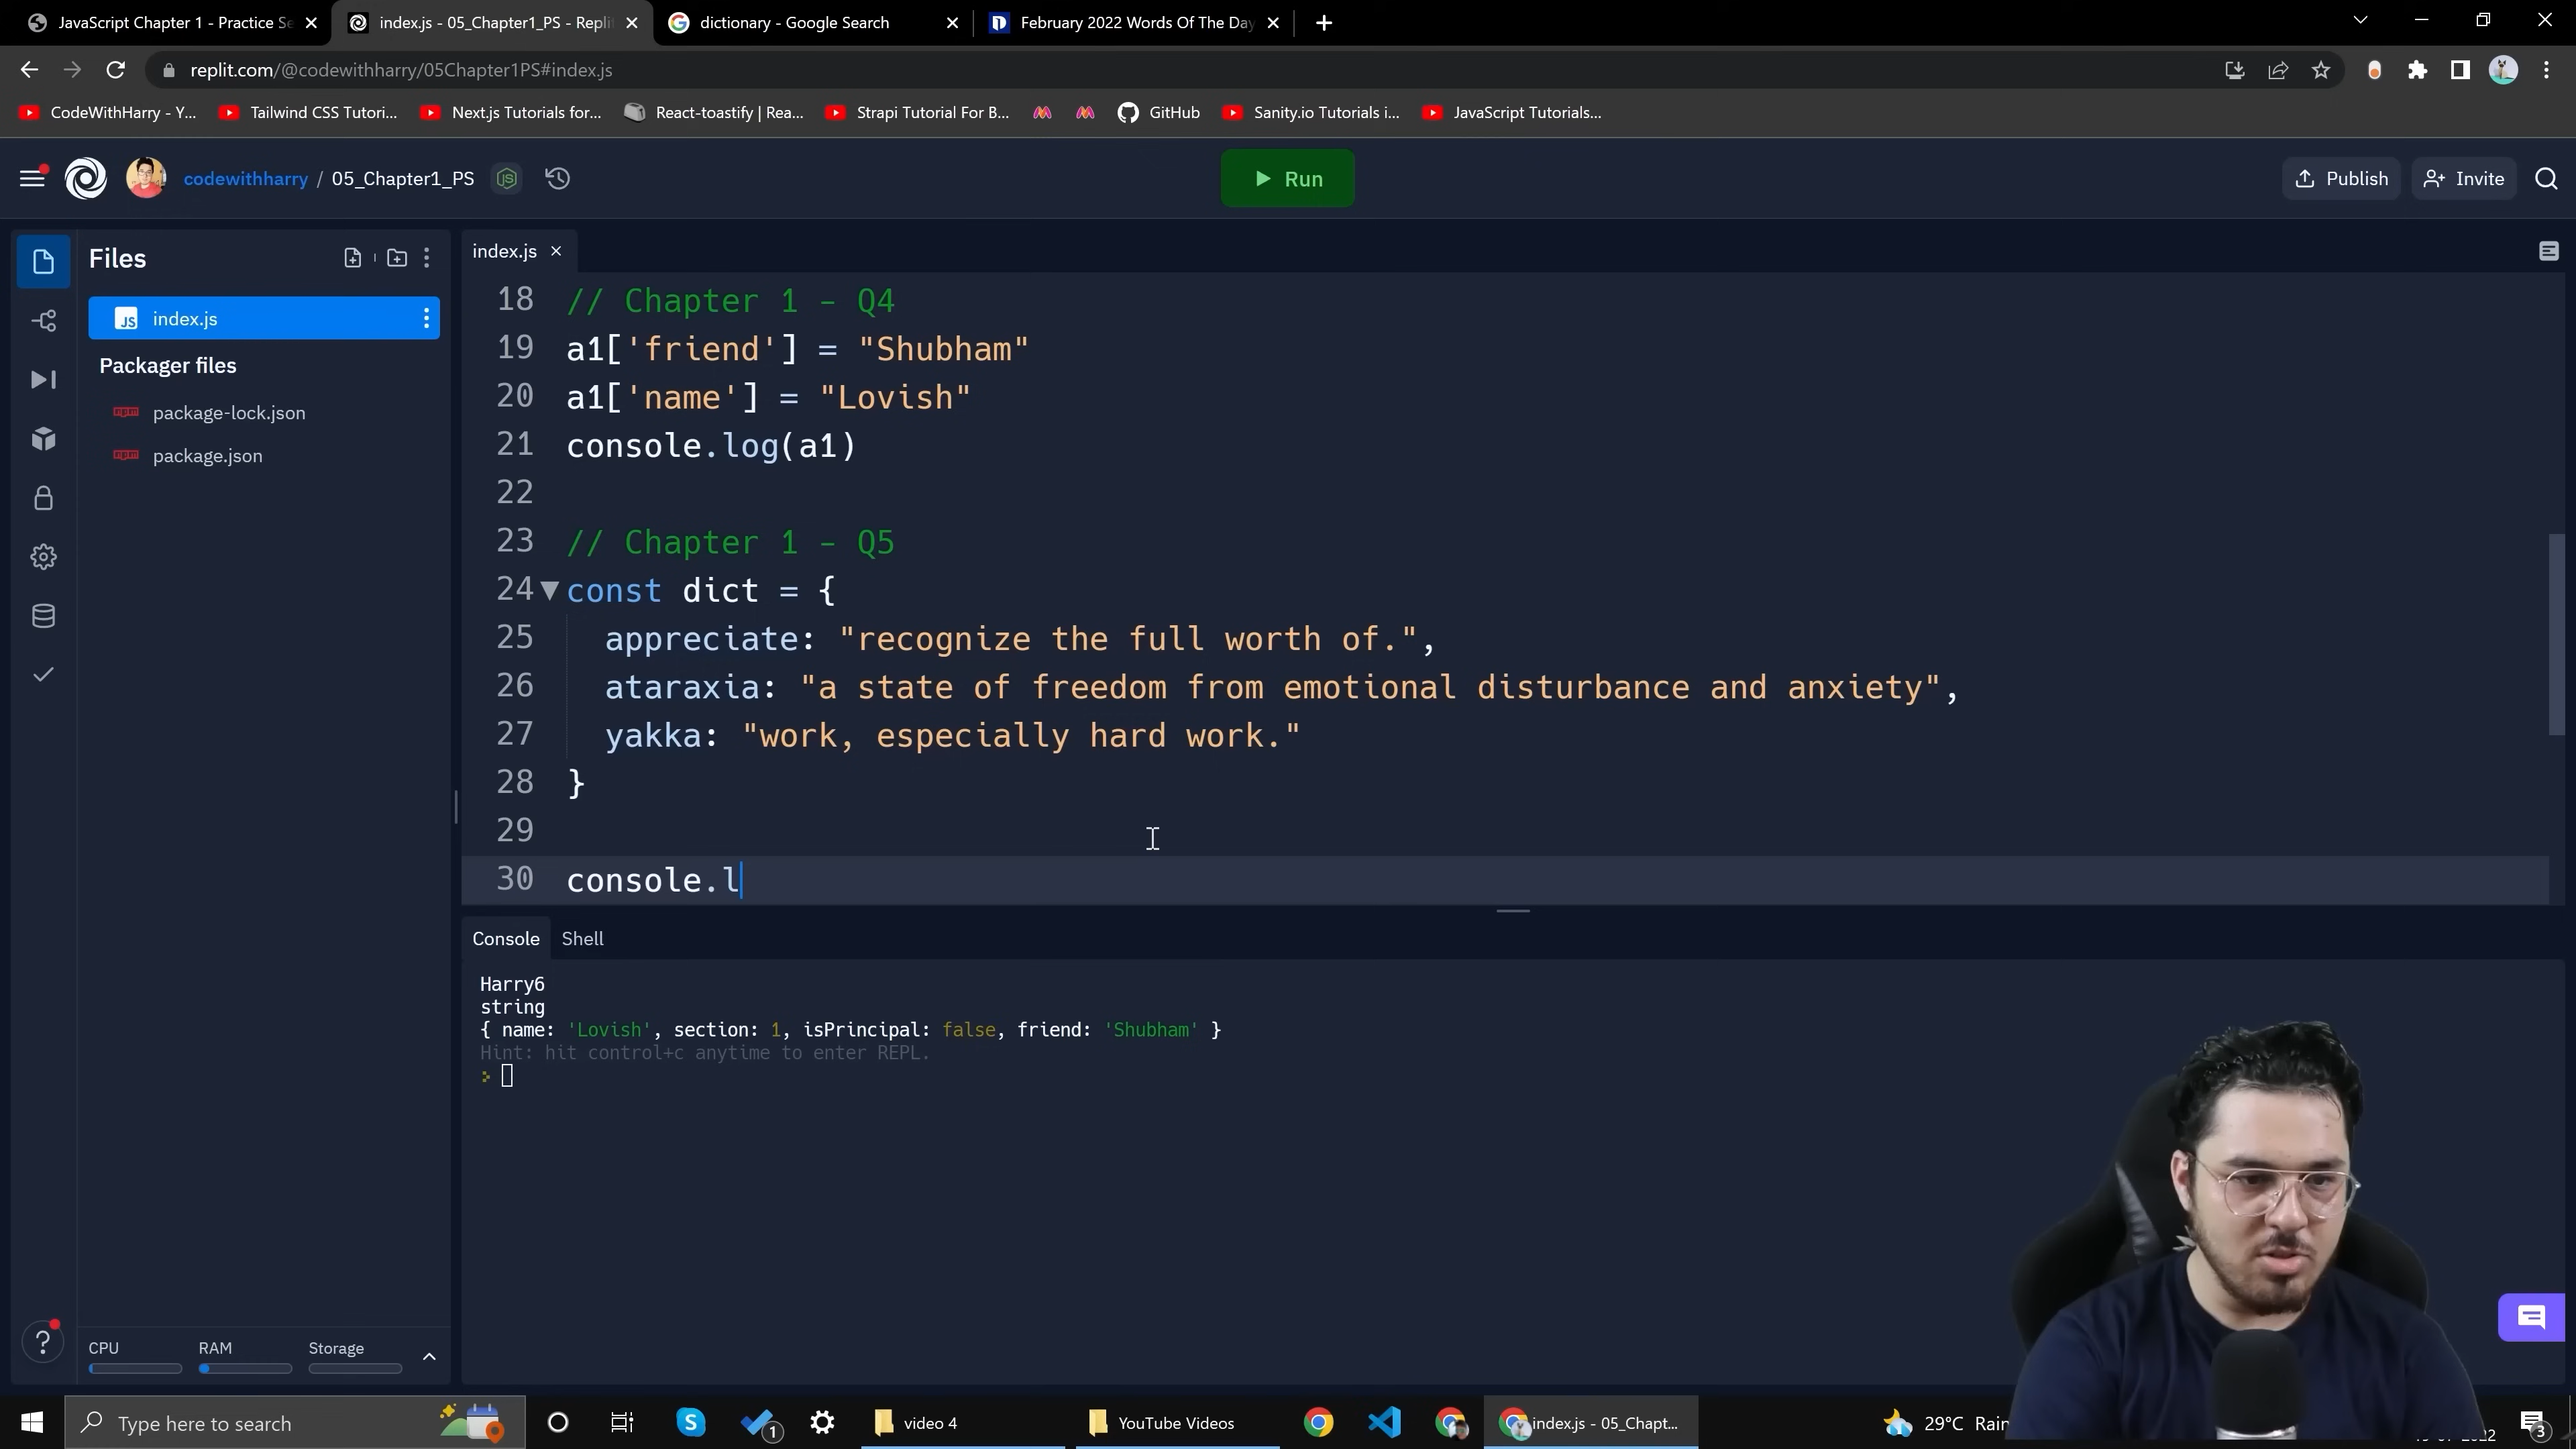 JavaScript Chapter 1 - Practice Se
index.js - 05_Chapter1_PS - Repli
dictionary - Google Search
February 2022 Words Of The Day
replit.com/@codewithharry/05Chapter1PS#index.js
CodeWithHarry - Y...
Tailwind CSS Tutori...
Next.js Tutorials for...
React-toastify | Rea...
Strapi Tutorial For B...
GitHub
Sanity.io Tutorials i...
JavaScript Tutorials...
codewithharry / 05_Chapter1_PS
Run
Publish
Invite
Files
index.js
Packager files
package-lock.json
package.json
index.js
18 // Chapter 1 - Q4
19 a1['friend'] = "Shubham"
20 a1['name'] = "Lovish"
21 console.log(a1)
22
23 // Chapter 1 - Q5
24 const dict = {
25 appreciate: "recognize the full worth of.",
26 ataraxia: "a state of freedom from emotional disturbance and anxiety",
27 yakka: "work, especially hard work."
28 }
29
30 console.l
Console Shell
Harry6
string
{ name: 'Lovish', section: 1, isPrincipal: false, friend: 'Shubham' }
Hint: hit control+c anytime to enter REPL.
CPU RAM Storage
Type here to search
1
video 4
YouTube Videos
index.js - 05_Chapt...
29°C Rain
3